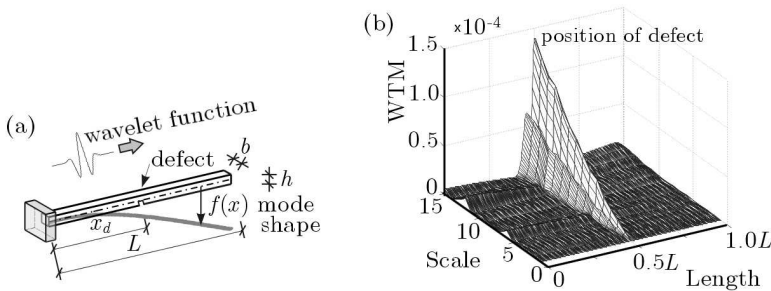 (a)
wavelet function
defect
b
h
f(x) mode
shape
x_d
L
(b)
×10⁻⁴
1.5
position of defect
WTM
1.0
0.5
0
15
10
5
0
Scale
0
0.5L
1.0L
Length